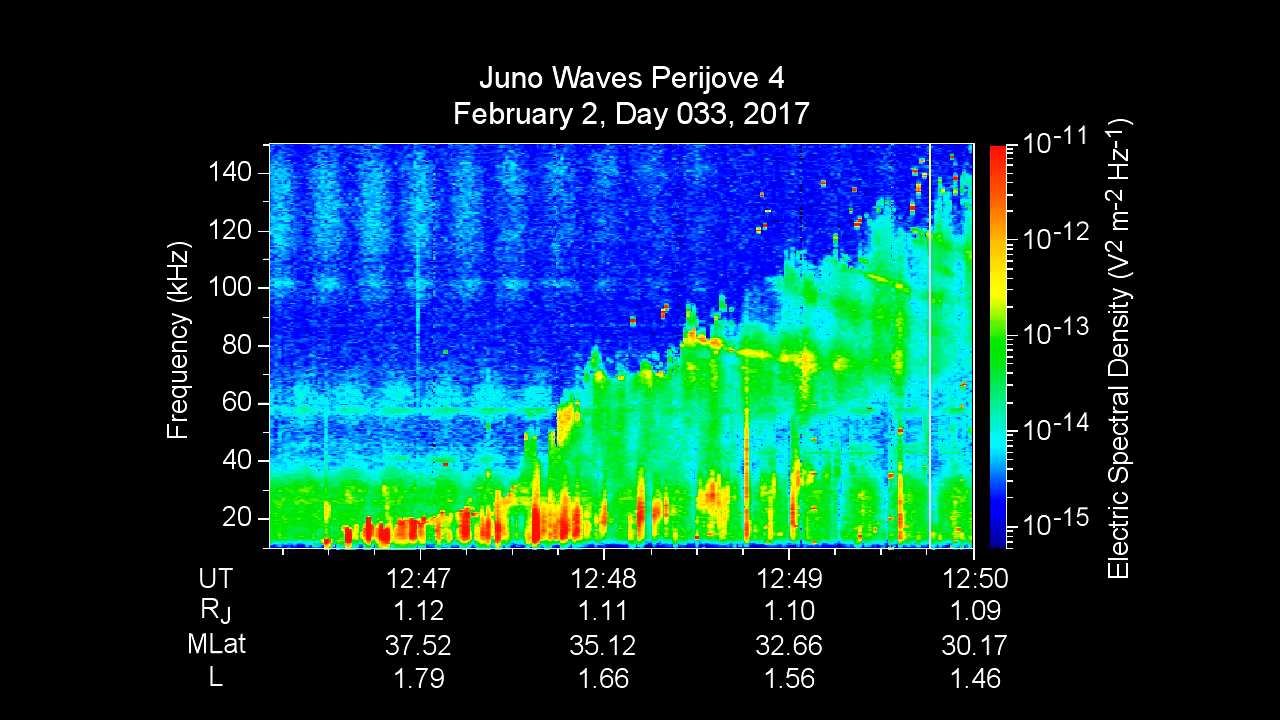 Juno Waves Perijove 4
February 2, Day 033, 2017
Frequency (kHz)
140
120
100
80
60
40
20
10-11
10-12
10-13
10-14
10-15
Electric Spectral Density (V2 m-2 Hz-1)
UT 12:47 12:48 12:49 12:50
RJ 1.12 1.11 1.10 1.09
MLat 37.52 35.12 32.66 30.17
L 1.79 1.66 1.56 1.46